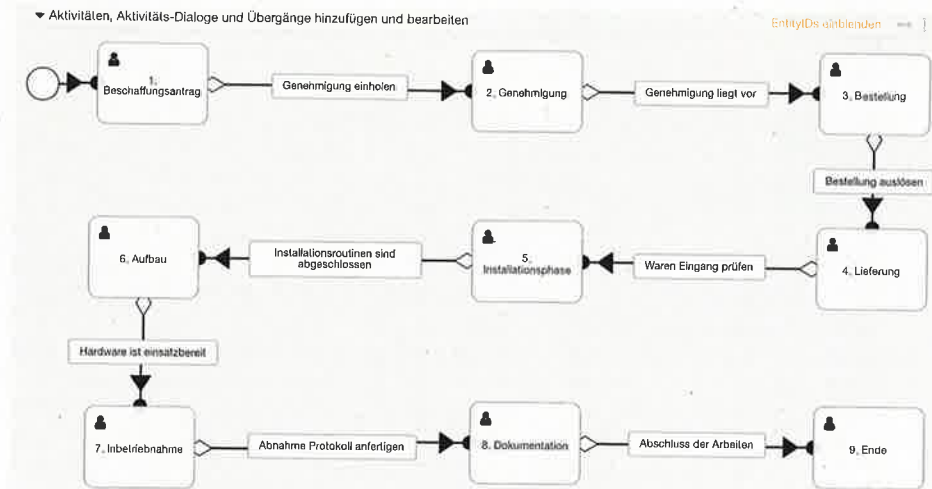 ▼ Aktivitäten, Aktivitäts-Dialoge und Übergänge hinzufügen und bearbeiten
EntityIDs einblenden
1.
Beschaffungsantrag
Genehmigung einholen
2. Genehmigung
Genehmigung liegt vor
3. Bestellung
Bestellung auslösen
6. Aufbau
Installationsroutinen sind
abgeschlossen
5.
Installationsphase
Waren Eingang prüfen
4. Lieferung
Hardware ist einsatzbereit
7. Inbetriebnahme
Abnahme Protokoll anfertigen
8. Dokumentation
Abschluss der Arbeiten
9. Ende